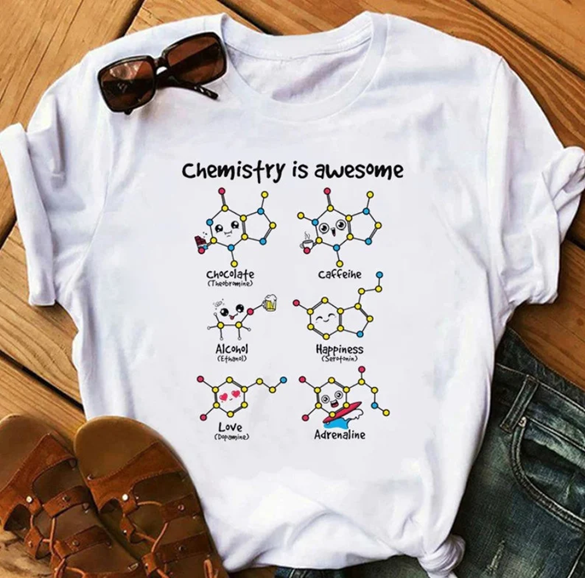 Chemistry is awesome
Chocolate
(Theobromine)
Caffeine
Alcohol
(Ethanol)
Happiness
(Serotonin)
Love
(Dopamine)
Adrenaline